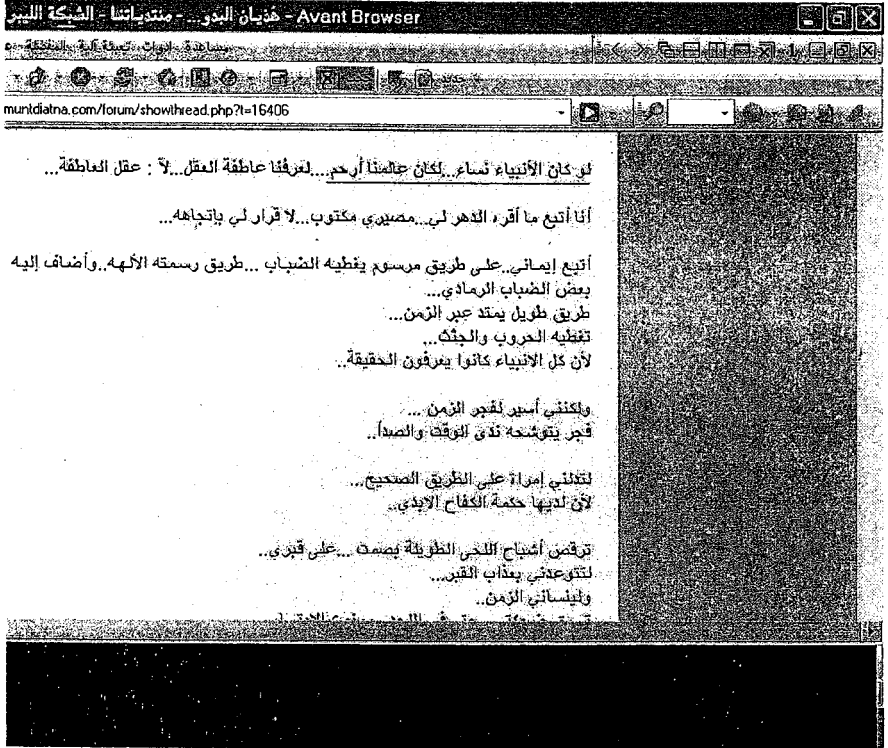 هذيان البدو... - منتدياتنا - الشبكة الليبر - Avant Browser
muntdiatna.com/forum/showthread.php?t=16406
لو كان الأنبياء نساء...لكان عالمنا أرحم....لعرفنا عاطفة العقل...لآ : عقل العاطفة...
أنا أتبع ما أقره الدهر لي...مصيري مكتوب...لا قرار لي بإتجاهه...
أتبع إيماني..على طريق مرسوم يغطيه الضباب ...طريق رسمته الألهه..وأضاف إليه
بعض الضباب الرمادي...
طريق طويل يمتد عبر الزمن...
تغطيه الحروب والجثث...
لأن كل الانبياء كانوا يعرفون الحقيقة..
ولكنني أسير لفجر الزمن ...
فجر يتوشحه ندى الوقت والصدأ..
لتدلني إمراة على الطريق الصحيح...
لأن لديها حكمة الكفاح الابدي..
ترقص أشباح اللحى الطويلة بصمت ...على قبري..
لتتوعدني بعذاب القبر...
ولينساني الزمن..